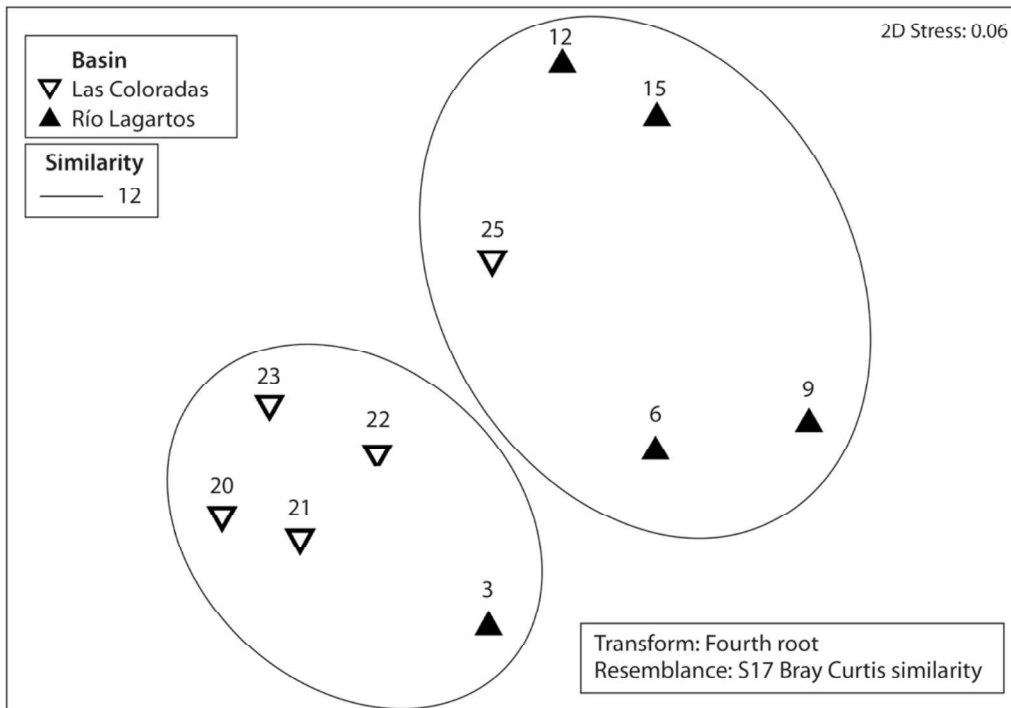 2D Stress: 0.06
Basin
Las Coloradas
Río Lagartos
Similarity
12
12
15
25
23
22
9
6
20
21
3
Transform: Fourth root
Resemblance: S17 Bray Curtis similarity